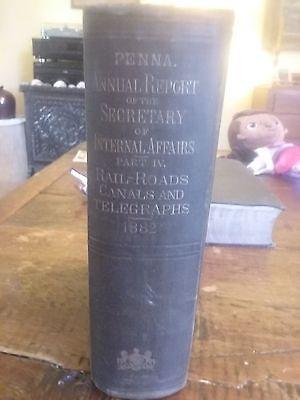 PENNA.
ANNUAL REPORT
OF THE
SECRETARY
OF
INTERNAL AFFAIRS
PART IV.
RAIL-ROADS
CANALS AND
TELEGRAPHS
1882